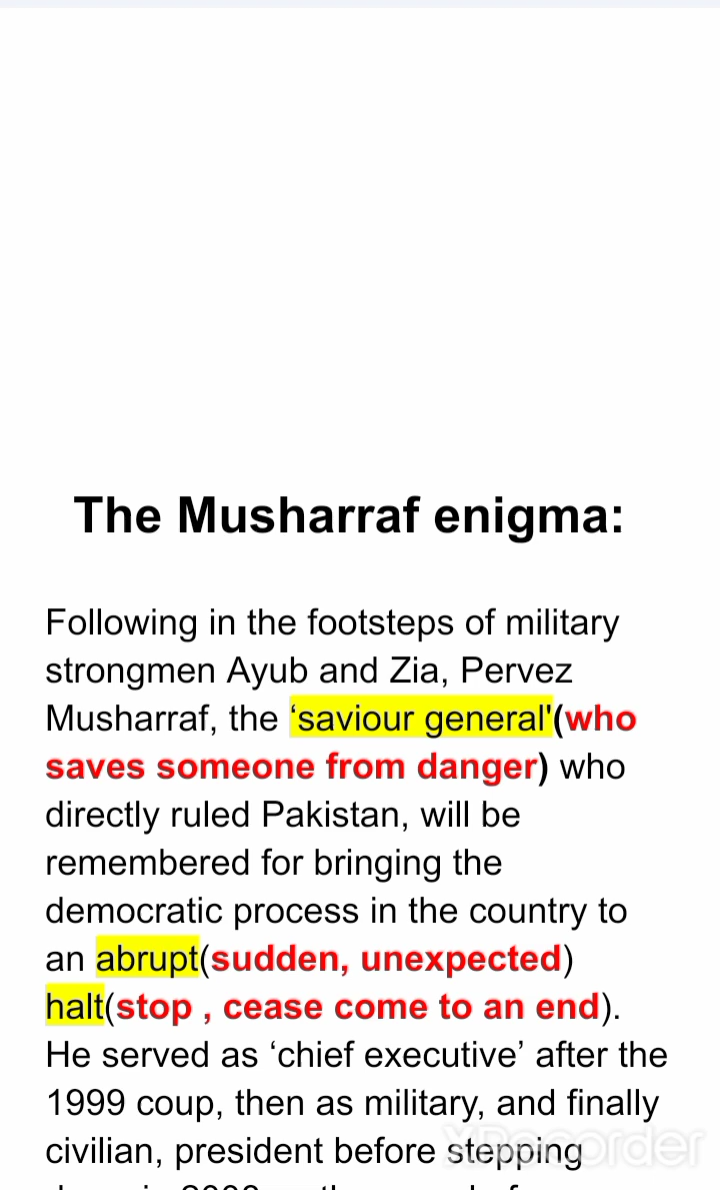 The Musharraf enigma:
Following in the footsteps of military
strongmen Ayub and Zia, Pervez
Musharraf, the ‘saviour general'(who
saves someone from danger) who
directly ruled Pakistan, will be
remembered for bringing the
democratic process in the country to
an abrupt(sudden, unexpected)
halt(stop , cease come to an end).
He served as ‘chief executive’ after the
1999 coup, then as military, and finally
civilian, president before stepping
XRecorder